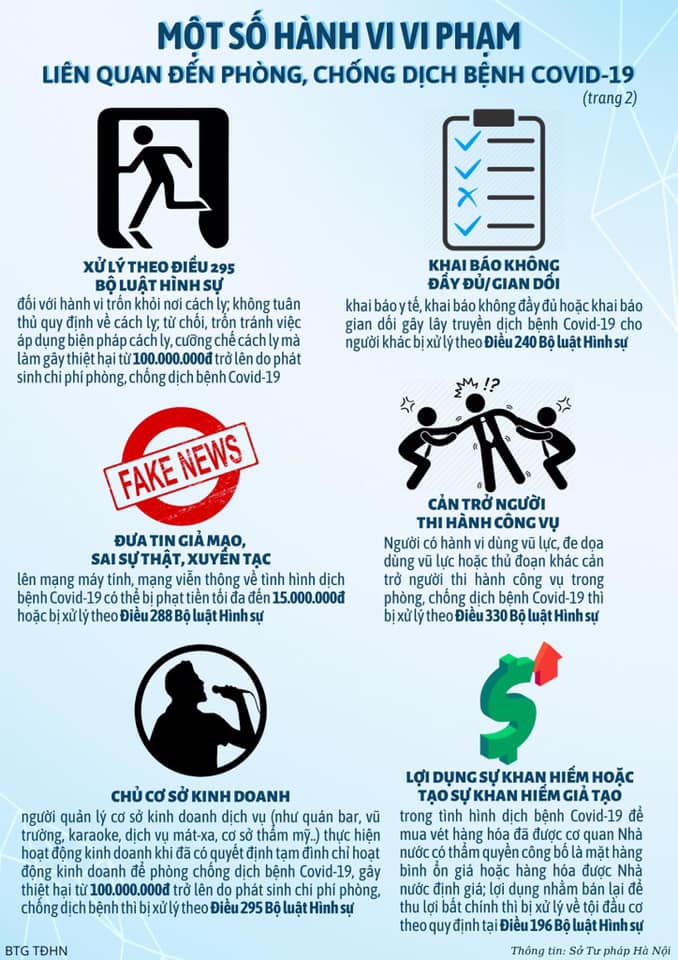 MỘT SỐ HÀNH VI VI PHẠM
LIÊN QUAN ĐẾN PHÒNG, CHỐNG DỊCH BỆNH COVID-19
(trang 2)
XỬ LÝ THEO ĐIỀU 295
BỘ LUẬT HÌNH SỰ
đối với hành vi trốn khỏi nơi cách ly; không tuân
thủ quy định về cách ly; từ chối, trốn tránh việc
áp dụng biện pháp cách ly, cưỡng chế cách ly mà
làm gây thiệt hại từ 100.000.000đ trở lên do phát
sinh chi phí phòng, chống dịch bệnh Covid-19
KHAI BÁO KHÔNG
ĐẦY ĐỦ/GIAN DỐI
khai báo y tế, khai báo không đầy đủ hoặc khai báo
gian dối gây lây truyền dịch bệnh Covid-19 cho
người khác bị xử lý theo Điều 240 Bộ luật Hình sự
FAKE NEWS
ĐƯA TIN GIẢ MẠO,
SAI SỰ THẬT, XUYÊN TẠC
lên mạng máy tính, mạng viễn thông về tình hình dịch
bệnh Covid-19 có thể bị phạt tiền tối đa đến 15.000.000đ
hoặc bị xử lý theo Điều 288 Bộ luật Hình sự
!?
CẢN TRỞ NGƯỜI
THI HÀNH CÔNG VỤ
Người có hành vi dùng vũ lực, đe dọa
dùng vũ lực hoặc thủ đoạn khác cản
trở người thi hành công vụ trong
phòng, chống dịch bệnh Covid-19 thì
bị xử lý theo Điều 330 Bộ luật Hình sự
CHỦ CƠ SỞ KINH DOANH
người quản lý cơ sở kinh doanh dịch vụ (như quán bar, vũ
trường, karaoke, dịch vụ mát-xa, cơ sở thẩm mỹ..) thực hiện
hoạt động kinh doanh khi đã có quyết định tạm đình chỉ hoạt
động kinh doanh để phòng chống dịch bệnh Covid-19, gây
thiệt hại từ 100.000.000đ trở lên do phát sinh chi phí phòng,
chống dịch bệnh thì bị xử lý theo Điều 295 Bộ luật Hình sự
LỢI DỤNG SỰ KHAN HIẾM HOẶC
TẠO SỰ KHAN HIẾM GIẢ TẠO
trong tình hình dịch bệnh Covid-19 để
mua vét hàng hóa đã được cơ quan Nhà
nước có thẩm quyền công bố là mặt hàng
bình ổn giá hoặc hàng hóa được Nhà
nước định giá; lợi dụng nhằm bán lại để
thu lợi bất chính thì bị xử lý về tội đầu cơ
theo quy định tại Điều 196 Bộ luật Hình sự
BTG TĐHN
Thông tin: Sở Tư pháp Hà Nội